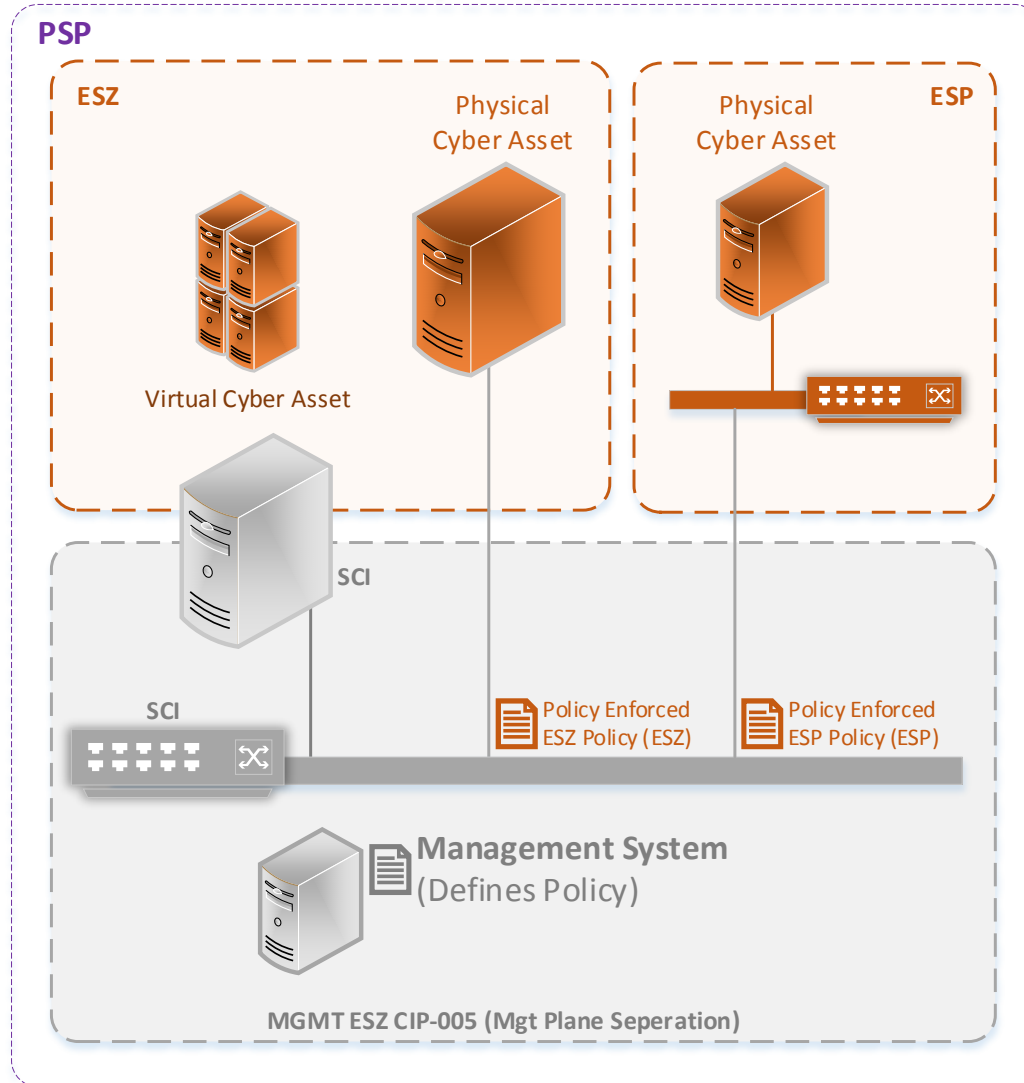 PSP
ESZ
Physical
Cyber Asset
Physical
Cyber Asset
ESP
Virtual Cyber Asset
SCI
SCI
Policy Enforced
ESZ Policy (ESZ)
Policy Enforced
ESP Policy (ESP)
Management System
(Defines Policy)
MGMT ESZ CIP-005 (Mgt Plane Seperation)